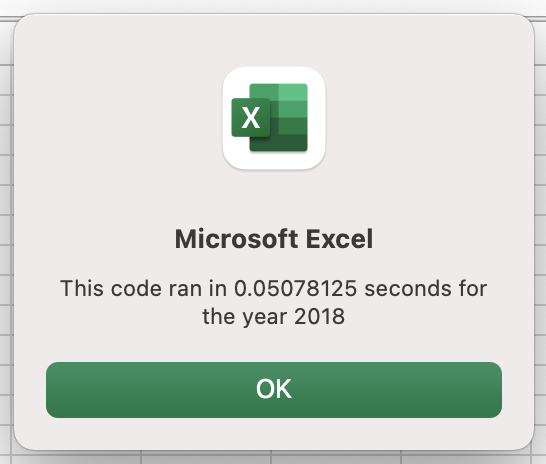 X
Microsoft Excel
This code ran in 0.05078125 seconds for
the year 2018
OK